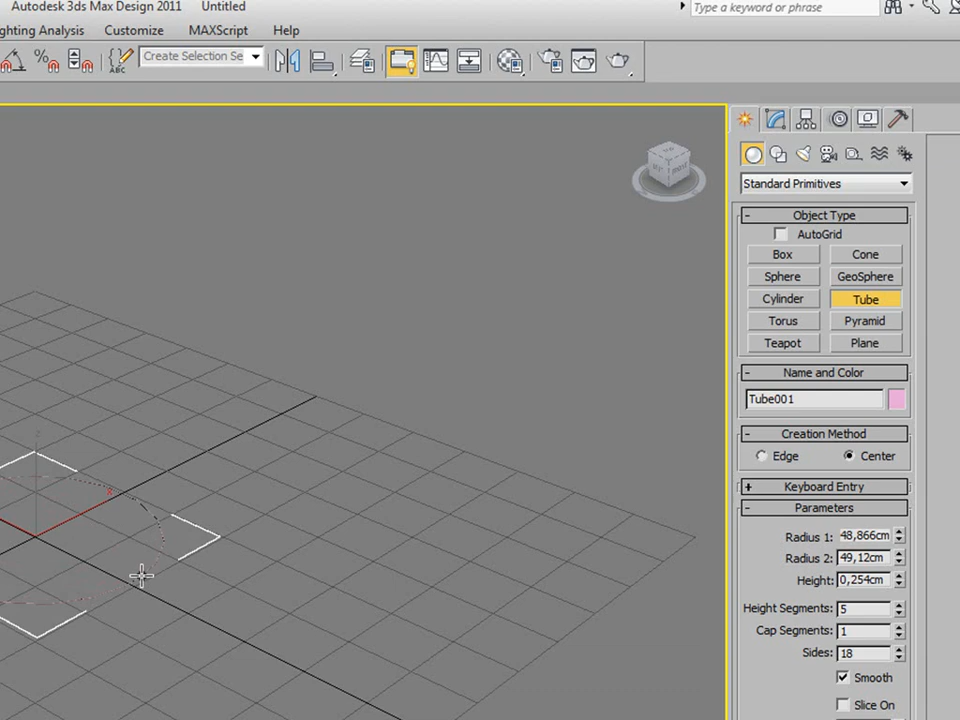 Autodesk 3ds Max Design 2011 Untitled
Type a keyword or phrase
ghting Analysis Customize MAXScript Help
ABC
Create Selection Se
Standard Primitives
Object Type
AutoGrid
Box Cone
Sphere GeoSphere
Cylinder Tube
Torus Pyramid
Teapot Plane
Name and Color
Tube001
Creation Method
Edge Center
Keyboard Entry
Parameters
Radius 1: 48,866cm
Radius 2: 49,12cm
Height: 0,254cm
Height Segments: 5
Cap Segments: 1
Sides: 18
Smooth
Slice On